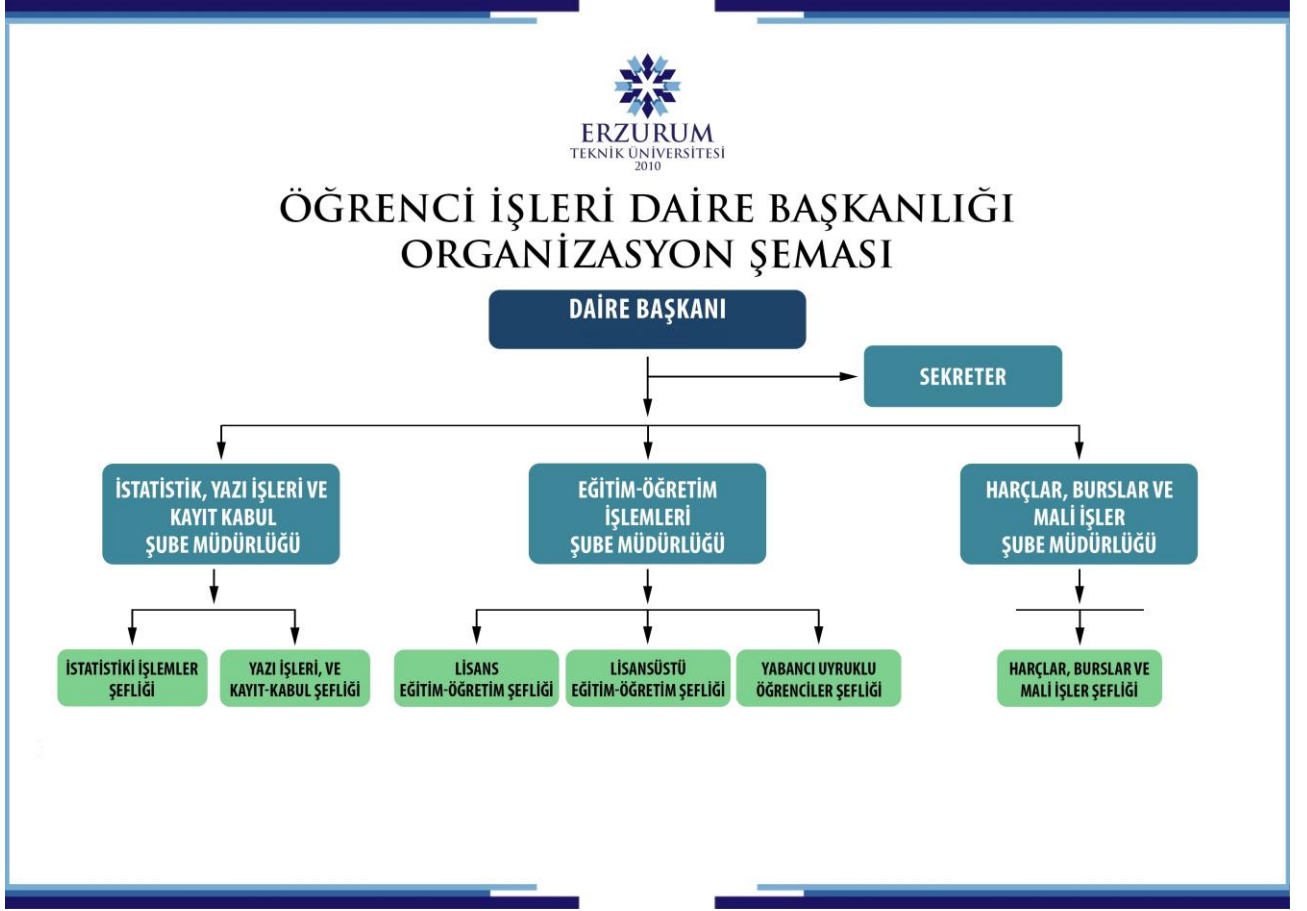 ERZURUM
TEKNİK ÜNİVERSİTESİ
2010
ÖĞRENCİ İŞLERİ DAİRE BAŞKANLIĞI
ORGANİZASYON ŞEMASI
DAİRE BAŞKANI
SEKRETER
İSTATİSTİK, YAZI İŞLERİ VE
KAYIT KABUL
ŞUBE MÜDÜRLÜĞÜ
EĞİTİM-ÖĞRETİM
İŞLEMLERİ
ŞUBE MÜDÜRLÜĞÜ
HARÇLAR, BURSLAR VE
MALİ İŞLER
ŞUBE MÜDÜRLÜĞÜ
İSTATİSTİKİ İŞLEMLER
ŞEFLİĞİ
YAZI İŞLERİ, VE
KAYIT-KABUL ŞEFLİĞİ
LİSANS
EĞİTİM-ÖĞRETİM ŞEFLİĞİ
LİSANSÜSTÜ
EĞİTİM-ÖĞRETİM ŞEFLİĞİ
YABANCI UYRUKLU
ÖĞRENCİLER ŞEFLİĞİ
HARÇLAR, BURSLAR VE
MALİ İŞLER ŞEFLİĞİ